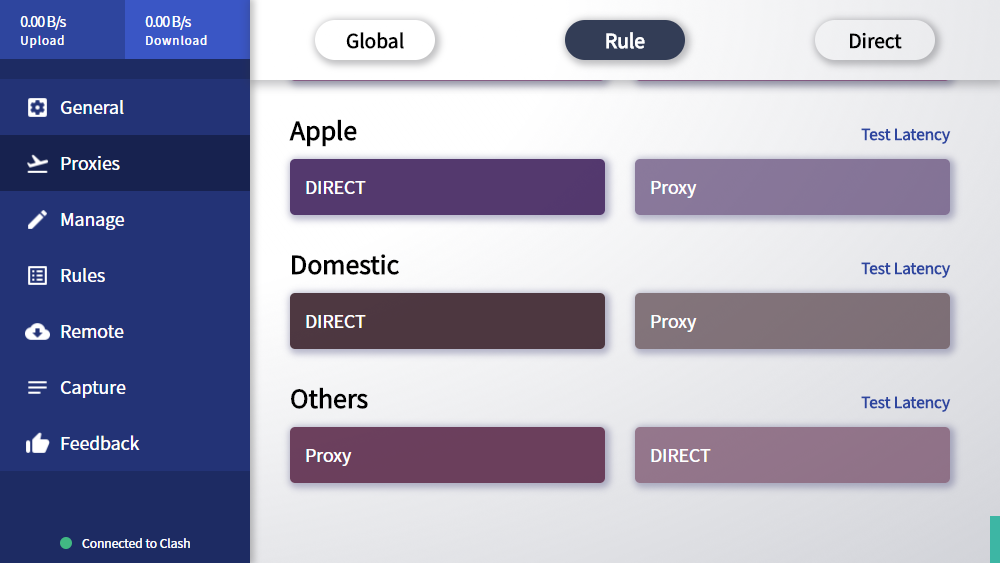 0.00 B/s
Upload
0.00 B/s
Download
General
Proxies
Manage
Rules
Remote
Capture
Feedback
Connected to Clash
Global
Rule
Direct
Apple
Test Latency
DIRECT
Proxy
Domestic
Test Latency
DIRECT
Proxy
Others
Test Latency
Proxy
DIRECT